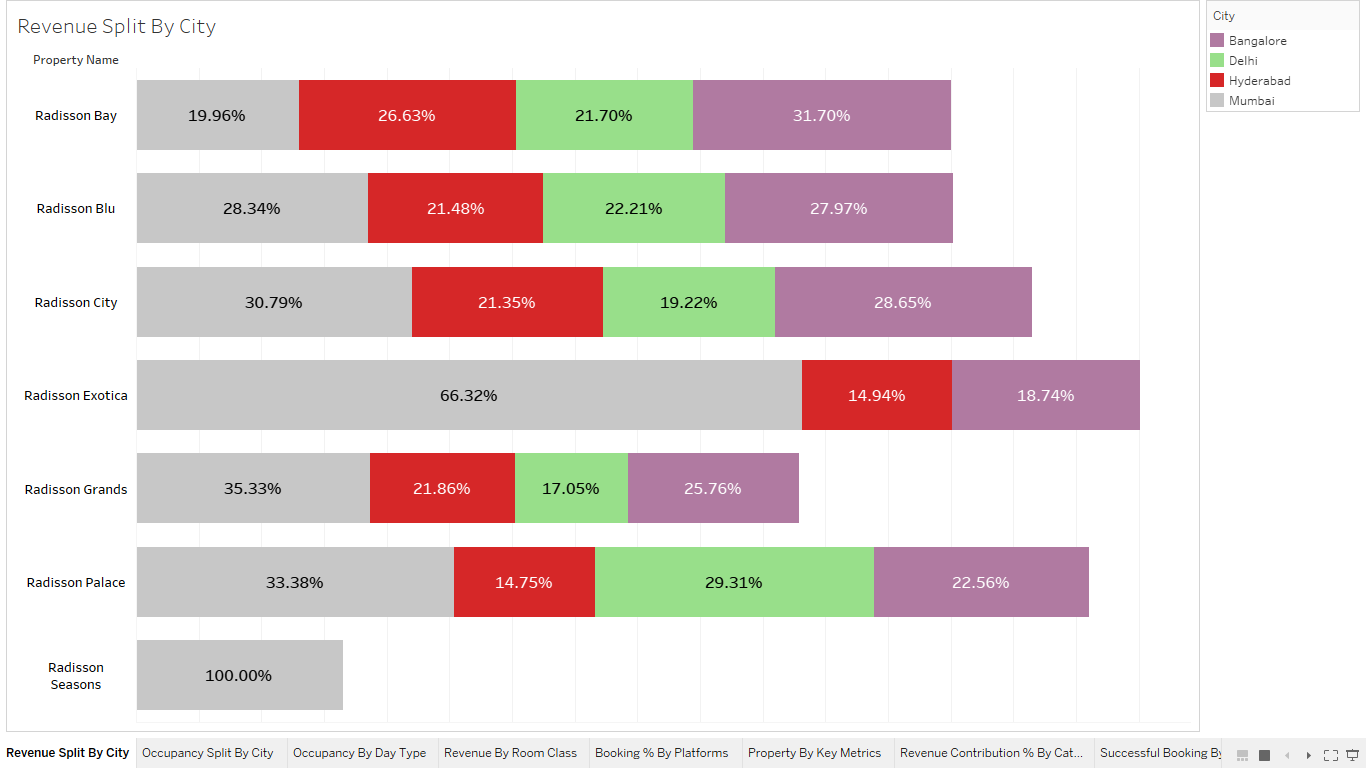 Revenue Split By City
City
Bangalore
Delhi
Hyderabad
Mumbai
Property Name
Radisson Bay
19.96%
26.63%
21.70%
31.70%
Radisson Blu
28.34%
21.48%
22.21%
27.97%
Radisson City
30.79%
21.35%
19.22%
28.65%
Radisson Exotica
66.32%
14.94%
18.74%
Radisson Grands
35.33%
21.86%
17.05%
25.76%
Radisson Palace
33.38%
14.75%
29.31%
22.56%
Radisson
Seasons
100.00%
Revenue Split By City
Occupancy Split By City
Occupancy By Day Type
Revenue By Room Class
Booking % By Platforms
Property By Key Metrics
Revenue Contribution % By Cat...
Successful Booking By